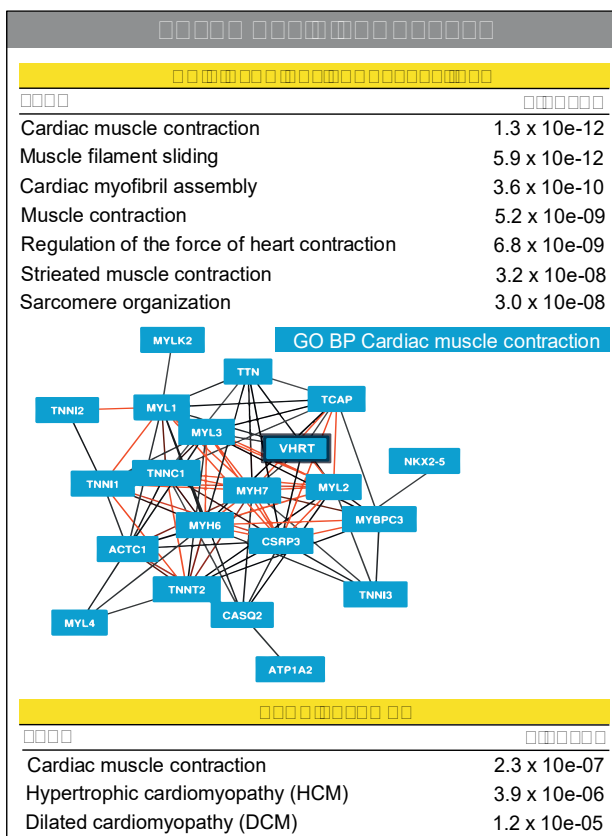 Cardiac muscle contraction 1.3 x 10e-12
Muscle filament sliding 5.9 x 10e-12
Cardiac myofibril assembly 3.6 x 10e-10
Muscle contraction 5.2 x 10e-09
Regulation of the force of heart contraction 6.8 x 10e-09
Strieated muscle contraction 3.2 x 10e-08
Sarcomere organization 3.0 x 10e-08
GO BP Cardiac muscle contraction
MYLK2
TTN
TCAP
TNNI2
MYL1
MYL3
VHRT
NKX2-5
TNNC1
TNNI1
MYH7
MYL2
MYBPC3
MYH6
CSRP3
ACTC1
TNNT2
TNNI3
CASQ2
MYL4
ATP1A2
Cardiac muscle contraction 2.3 x 10e-07
Hypertrophic cardiomyopathy (HCM) 3.9 x 10e-06
Dilated cardiomyopathy (DCM) 1.2 x 10e-05